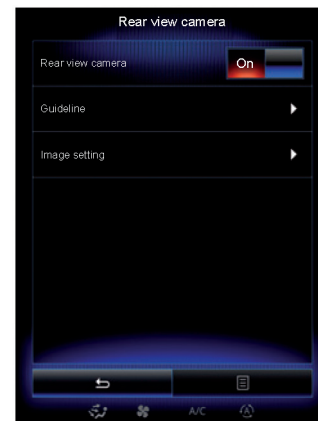 Rear view camera
Rear view camera On
Guideline
Image setting
A/C
A